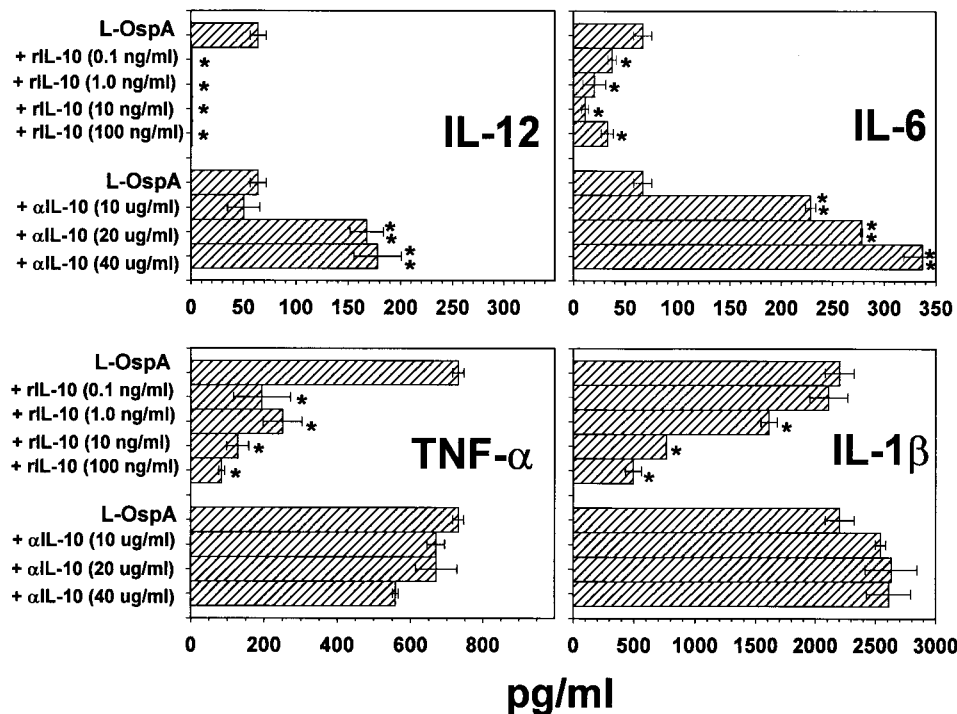 L-OspA
+ rIL-10 (0.1 ng/ml)
+ rIL-10 (1.0 ng/ml)
+ rIL-10 (10 ng/ml)
+ rIL-10 (100 ng/ml)
L-OspA
+ αIL-10 (10 ug/ml)
+ αIL-10 (20 ug/ml)
+ αIL-10 (40 ug/ml)
*
*
*
*
IL-12
**
**
0 50 100 150 200 250 300
*
*
*
*
IL-6
**
**
**
0 50 100 150 200 250 300 350
L-OspA
+ rIL-10 (0.1 ng/ml)
+ rIL-10 (1.0 ng/ml)
+ rIL-10 (10 ng/ml)
+ rIL-10 (100 ng/ml)
L-OspA
+ αIL-10 (10 ug/ml)
+ αIL-10 (20 ug/ml)
+ αIL-10 (40 ug/ml)
*
*
*
*
TNF-α
0 200 400 600 800
*
*
*
IL-1β
0 500 1000 1500 2000 2500 3000
pg/ml